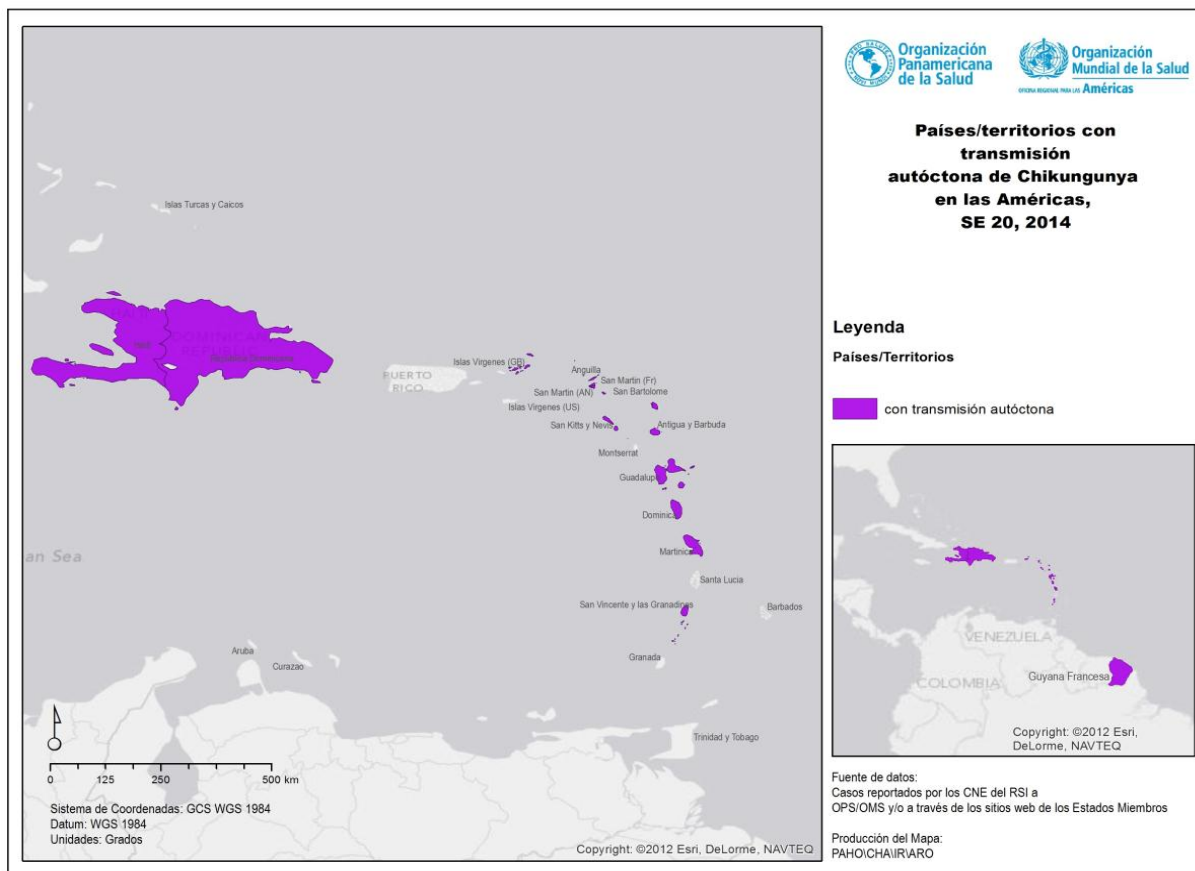 Organización
Panamericana
de la Salud
Organización
Mundial de la Salud
OFICINA REGIONAL PARA LAS Américas
Países/territorios con
transmisión
autóctona de Chikungunya
en las Américas,
SE 20, 2014
Islas Turcas y Caicos
HAITI
Haití
DOMINICAN
REPUBLIC
República Dominicana
PUERTO
RICO
Islas Vírgenes (GB)
Anguilla
San Martin (Fr)
San Martin (AN)
San Bartolome
Islas Vírgenes (US)
San Kitts y Nevis
Antigua y Barbuda
Montserrat
Guadalupe
Dominica
Martinica
an Sea
Santa Lucia
San Vincente y las Granadines
Barbados
Granada
Aruba
Curazao
Trinidad y Tobago
0 125 250 500 km
Sistema de Coordenadas: GCS WGS 1984
Datum: WGS 1984
Unidades: Grados
Copyright: ©2012 Esri, DeLorme, NAVTEQ
Leyenda
Países/Territorios
con transmisión autóctona
VENEZUELA
COLOMBIA
Guyana Francesa
Copyright: ©2012 Esri,
DeLorme, NAVTEQ
Fuente de datos:
Casos reportados por los CNE del RSI a
OPS/OMS y/o a través de los sitios web de los Estados Miembros
Producción del Mapa:
PAHO\CHA\IR\ARO